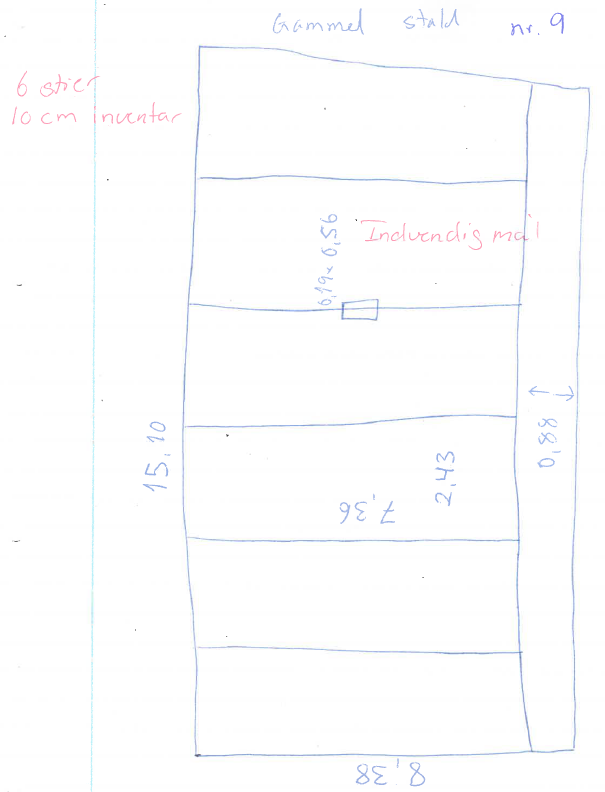 Gammel stald nr. 9
6 stier
10 cm inventar
0,49 x 0,56
Indvendig mål
0,88
15,10
2,43
7,36
8,38